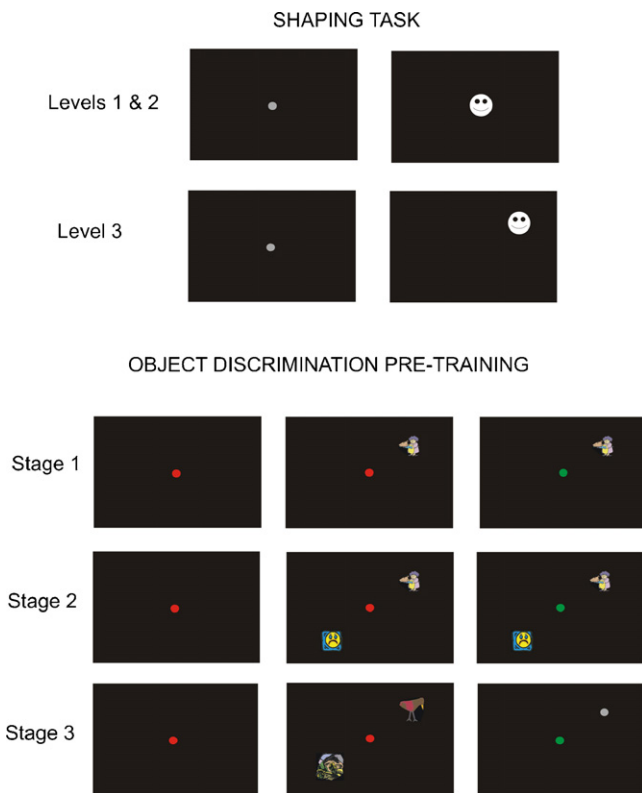 SHAPING TASK
Levels 1 & 2
Level 3
OBJECT DISCRIMINATION PRE-TRAINING
Stage 1
Stage 2
Stage 3